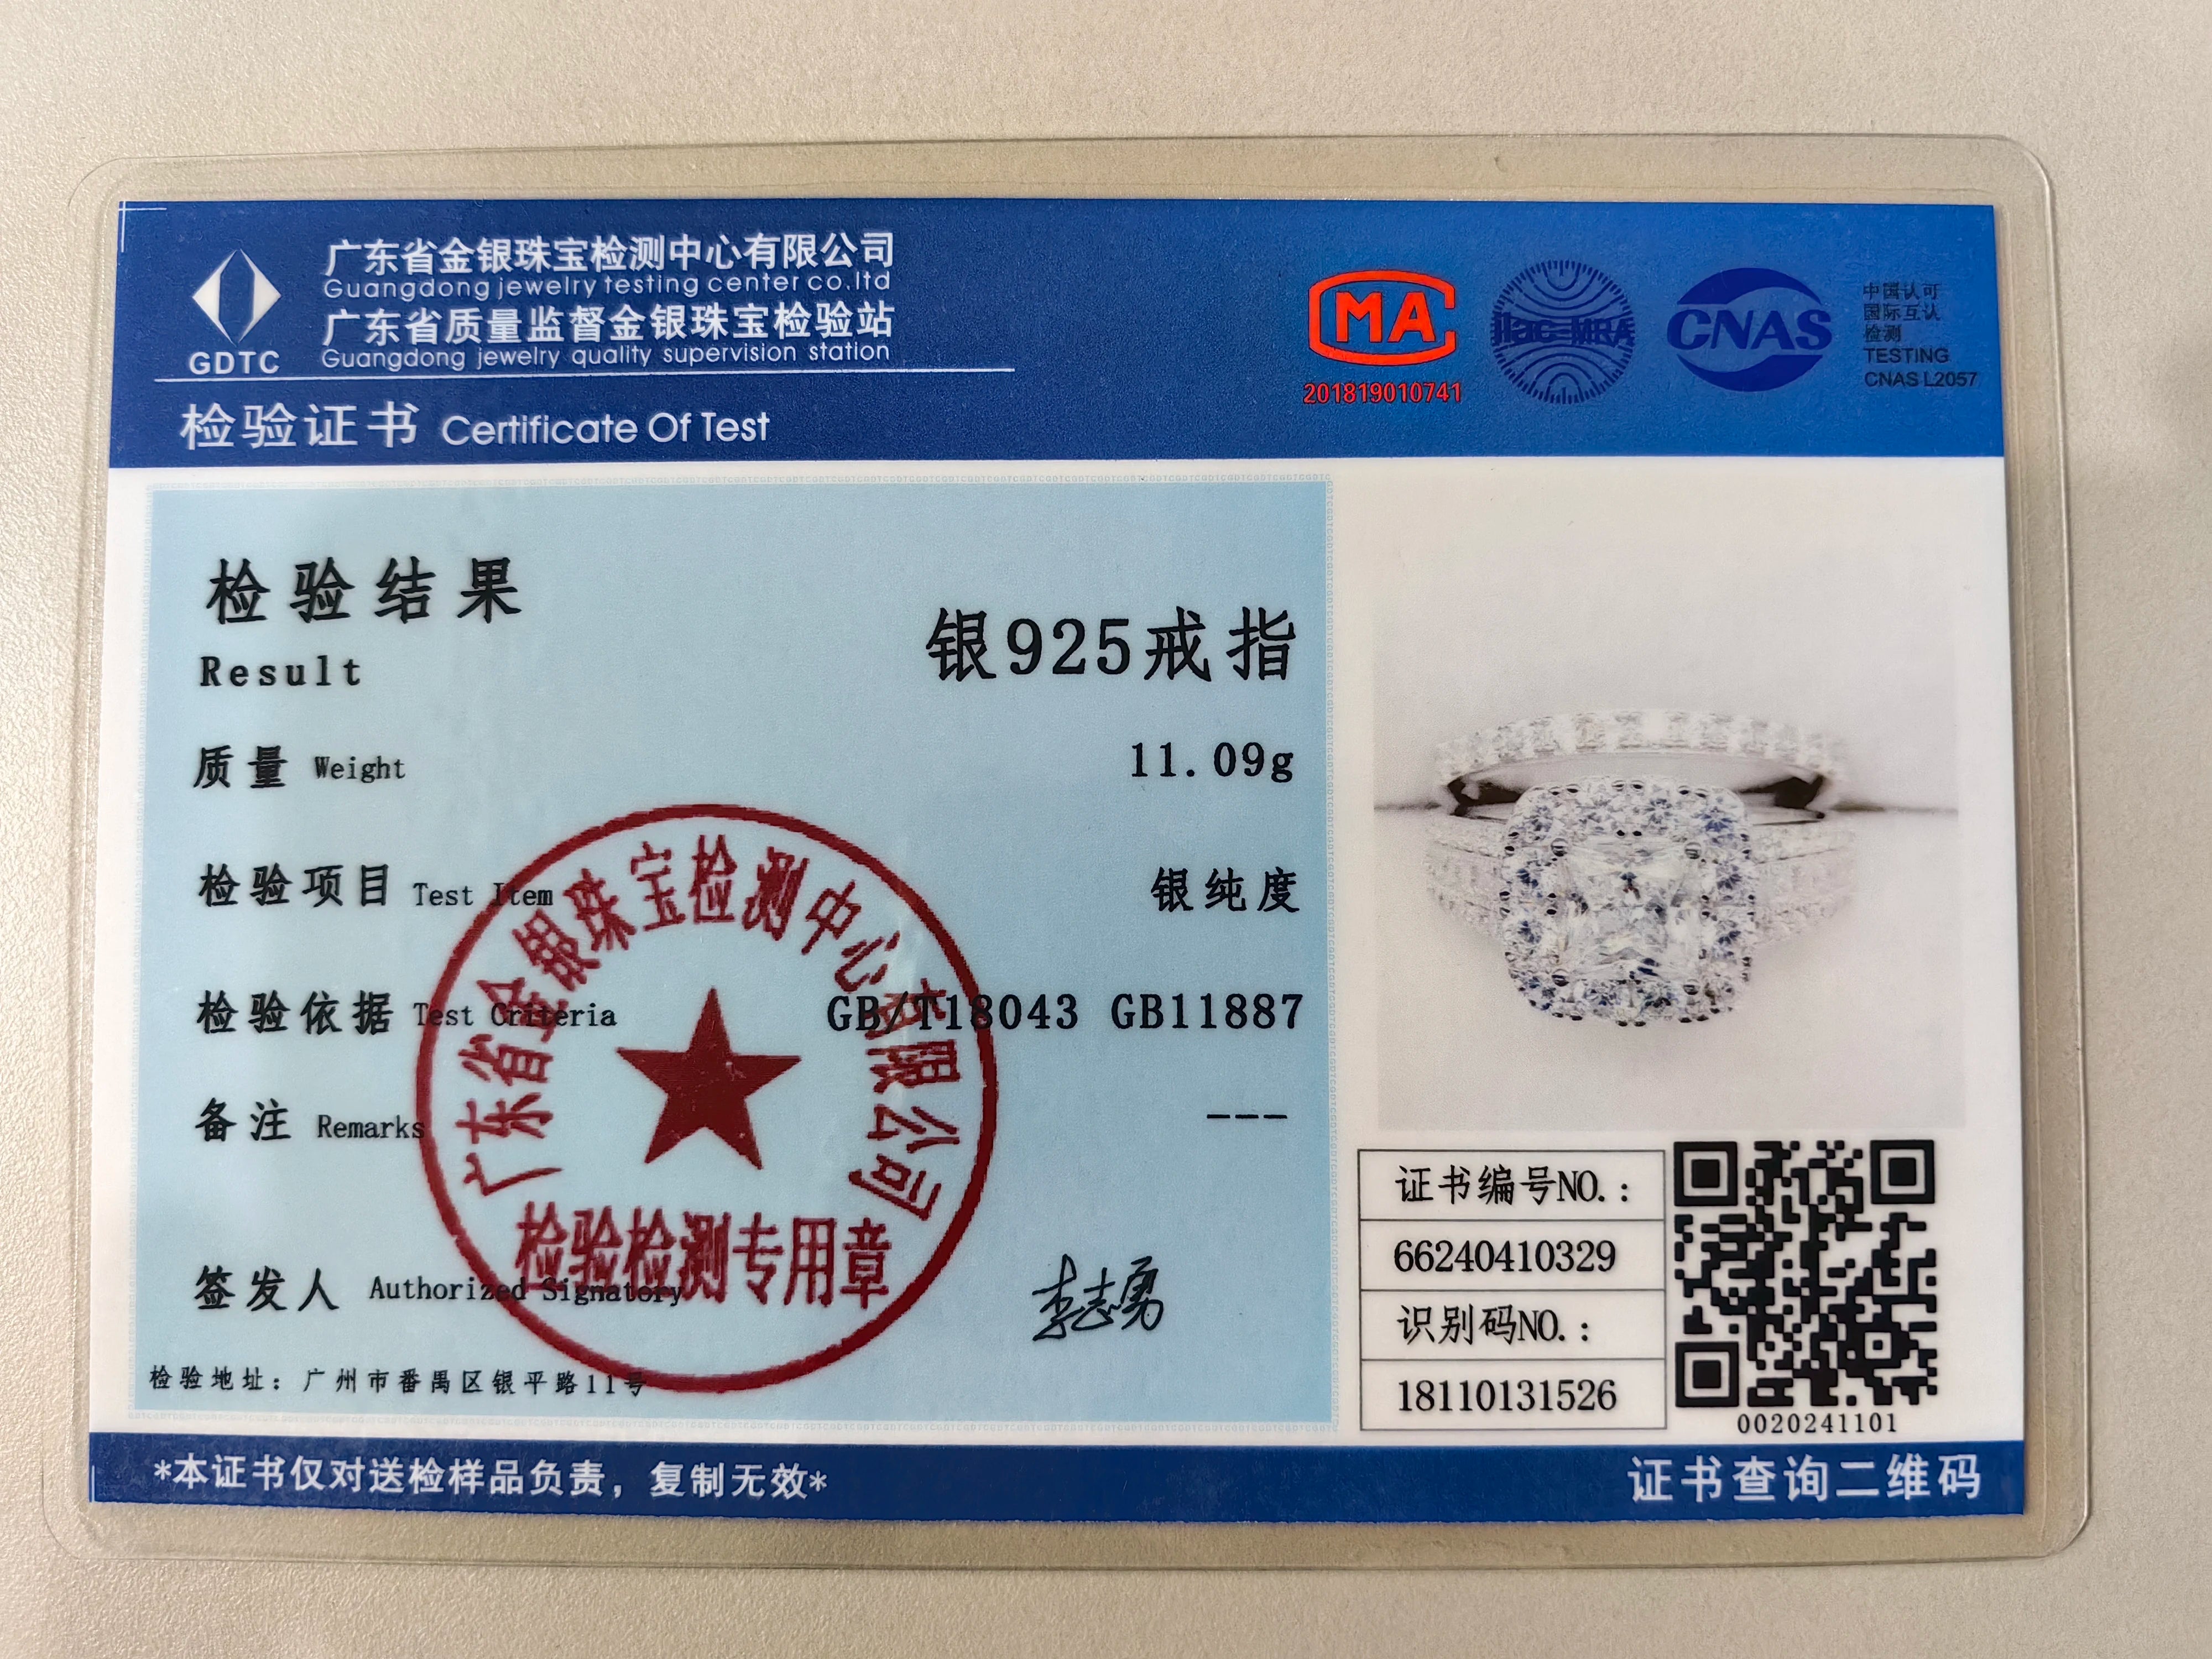 广东省金银珠宝检测中心有限公司
Guangdong jewelry testing center co.ltd
广东省质量监督金银珠宝检验站
Guangdong jewelry quality supervision station
GDTC
检验证书 Certificate Of Test
MA
201819010741
ilac-MRA
CNAS
中国认可
国际互认
检测
TESTING
CNAS L2057
检验结果
Result
银925戒指
质量 Weight 11.09g
检验项目 Test Item 银纯度
检验依据 Test Criteria GB/T18043 GB11887
备注 Remarks ---
签发人 Authorized Signatory 李志勇
广东省金银珠宝检测中心有限公司
检验检测专用章
检验地址：广州市番禺区银平路11号
证书编号NO.：
66240410329
识别码NO.：
18110131526
0020241101
*本证书仅对送检样品负责，复制无效*
证书查询二维码